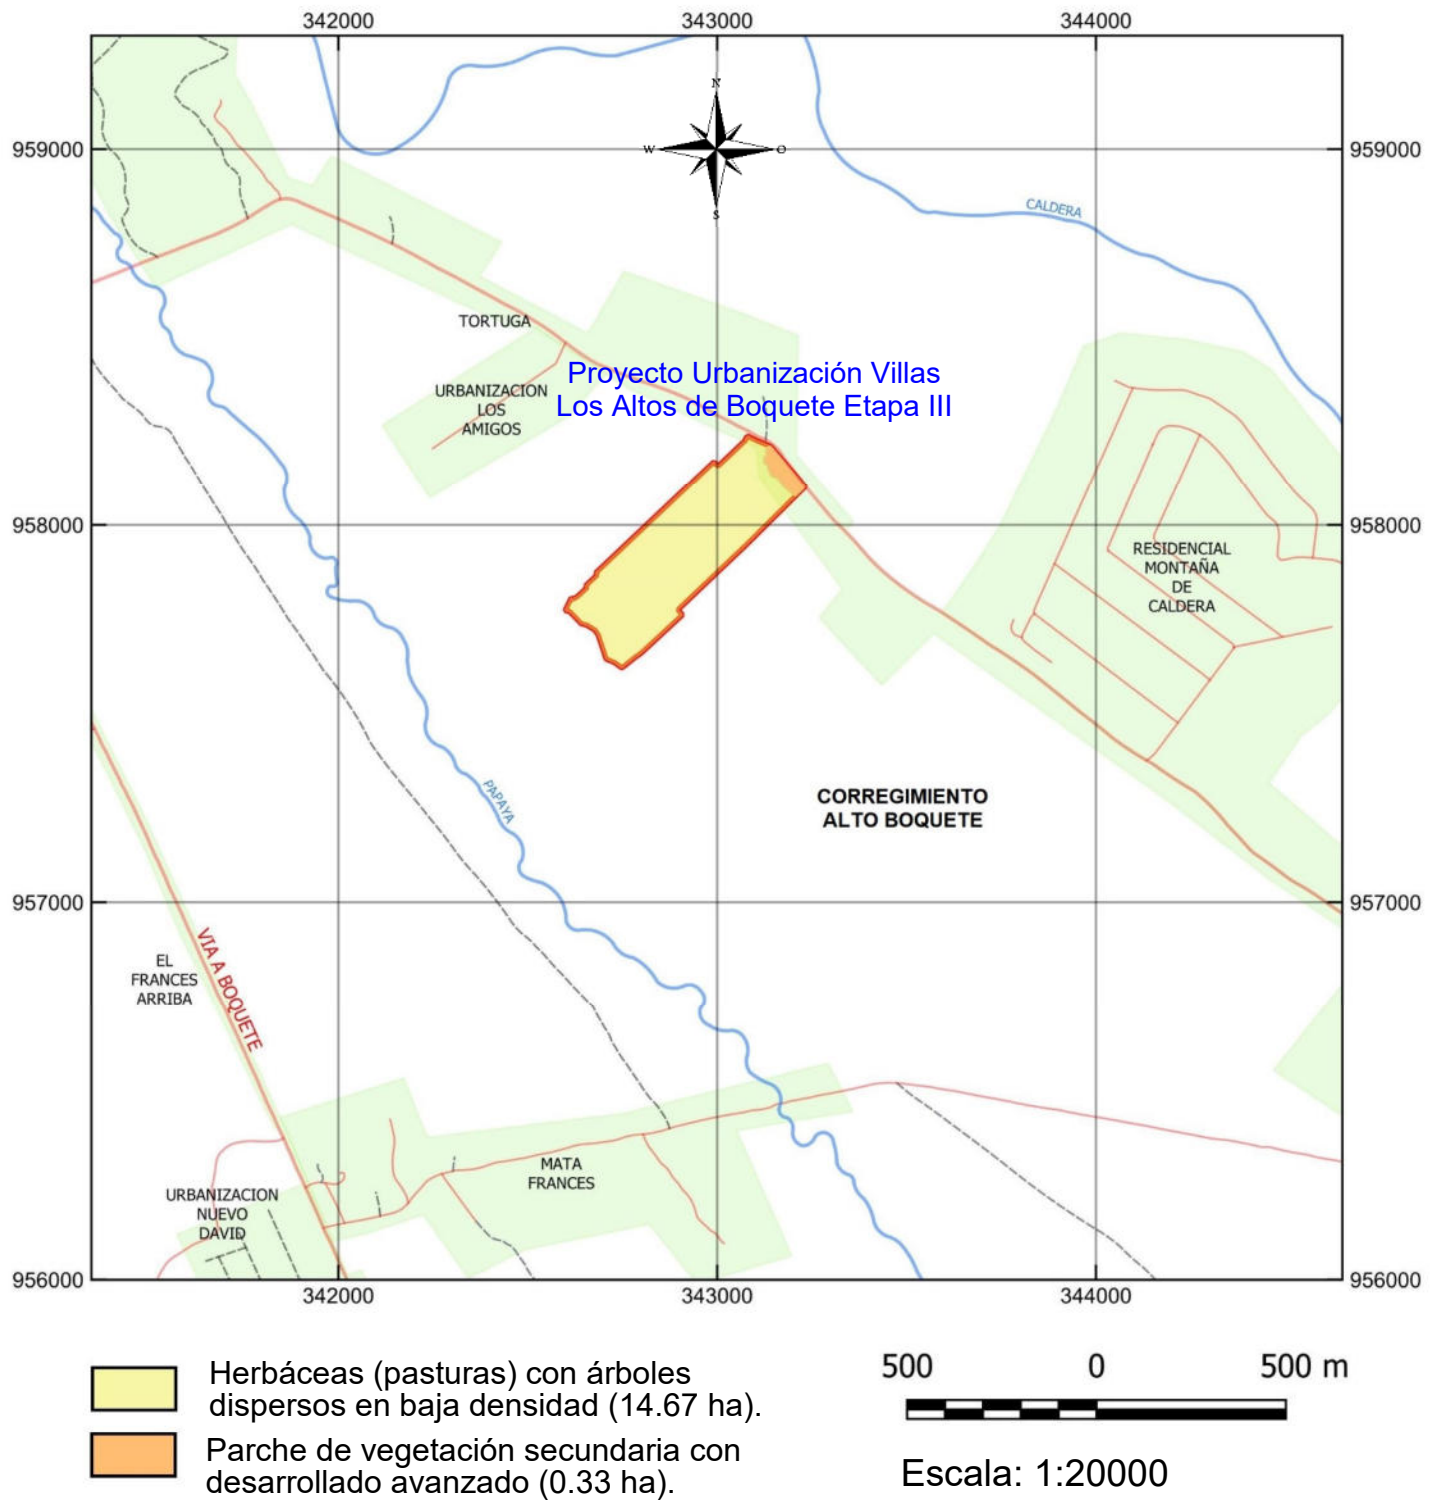 342000
343000
344000
N
W
O
S
959000
959000
CALDERA
TORTUGA
Proyecto Urbanización Villas
Los Altos de Boquete Etapa III
URBANIZACION
LOS
AMIGOS
958000
958000
RESIDENCIAL
MONTAÑA
DE
CALDERA
PAPAYA
CORREGIMIENTO
ALTO BOQUETE
957000
957000
VIA A BOQUETE
EL
FRANCES
ARRIBA
MATA
FRANCES
URBANIZACION
NUEVO
DAVID
956000
956000
342000
343000
344000
Herbáceas (pasturas) con árboles
dispersos en baja densidad (14.67 ha).
Parche de vegetación secundaria con
desarrollado avanzado (0.33 ha).
500
0
500 m
Escala: 1:20000